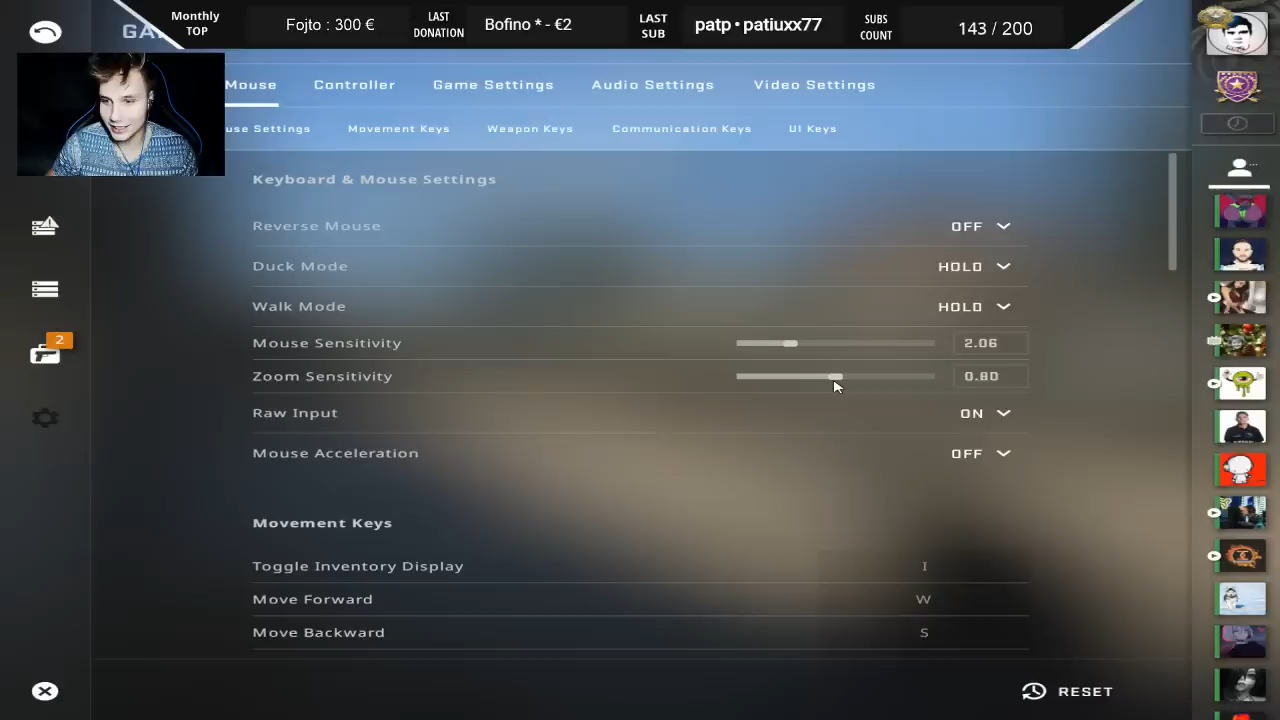 Monthly
TOP
Fojto : 300 €
LAST
DONATION
Bofino * - €2
LAST
SUB
patp • patiuxx77
SUBS
COUNT
143 / 200
Mouse
Controller
Game Settings
Audio Settings
Video Settings
use Settings
Movement Keys
Weapon Keys
Communication Keys
UI Keys
Keyboard & Mouse Settings
Reverse Mouse
OFF
Duck Mode
HOLD
Walk Mode
HOLD
Mouse Sensitivity
2.06
Zoom Sensitivity
0.80
Raw Input
ON
Mouse Acceleration
OFF
Movement Keys
Toggle Inventory Display
I
Move Forward
W
Move Backward
S
2
RESET